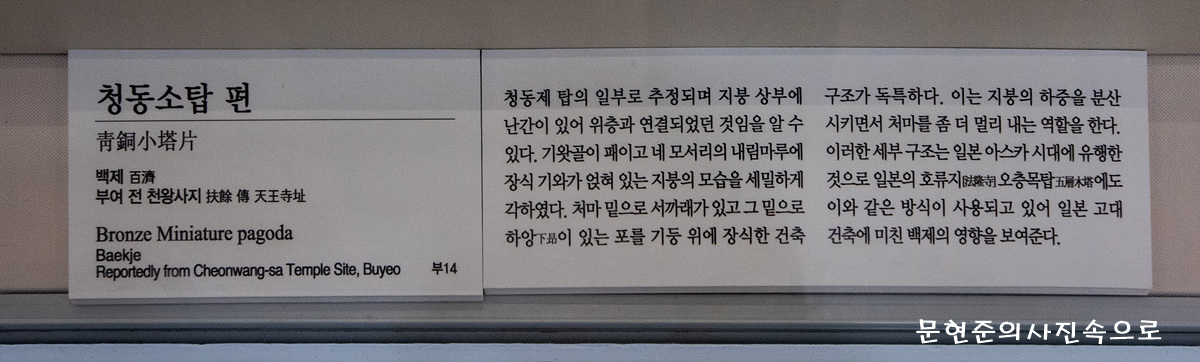 청동소탑 편
靑銅小塔片
백제 百濟
부여 전 천왕사지 扶餘 傳 天王寺址
Bronze Miniature pagoda
Baekje
Reportedly from Cheonwang-sa Temple Site, Buyeo 부14
청동제 탑의 일부로 추정되며 지붕 상부에
난간이 있어 위층과 연결되었던 것임을 알 수
있다. 기왓골이 패이고 네 모서리의 내림마루에
장식 기와가 얹혀 있는 지붕의 모습을 세밀하게
각하였다. 처마 밑으로 서까래가 있고 그 밑으로
하앙下昻이 있는 포를 기둥 위에 장식한 건축
구조가 독특하다. 이는 지붕의 하중을 분산
시키면서 처마를 좀 더 멀리 내는 역할을 한다.
이러한 세부 구조는 일본 아스카 시대에 유행한
것으로 일본의 호류지法隆寺 오층목탑五層木塔에도
이와 같은 방식이 사용되고 있어 일본 고대
건축에 미친 백제의 영향을 보여준다.
문현준의사진속으로